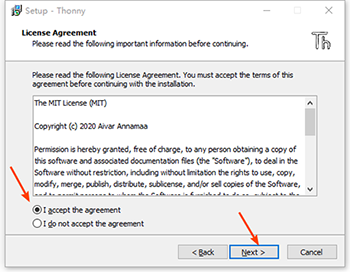 Setup - Thonny
License Agreement
Please read the following important information before continuing.
Th
Please read the following License Agreement. You must accept the terms of this
agreement before continuing with the installation.
The MIT License (MIT)
Copyright (c) 2020 Aivar Annamaa
Permission is hereby granted, free of charge, to any person obtaining a copy of
this software and associated documentation files (the "Software"), to deal in
the Software without restriction, including without limitation the rights to use, copy,
modify, merge, publish, distribute, sublicense, and/or sell copies of the Software,
and to permit persons to whom the Software is furnished to do so, subject to the
I accept the agreement
I do not accept the agreement
< Back
Next >
Cancel